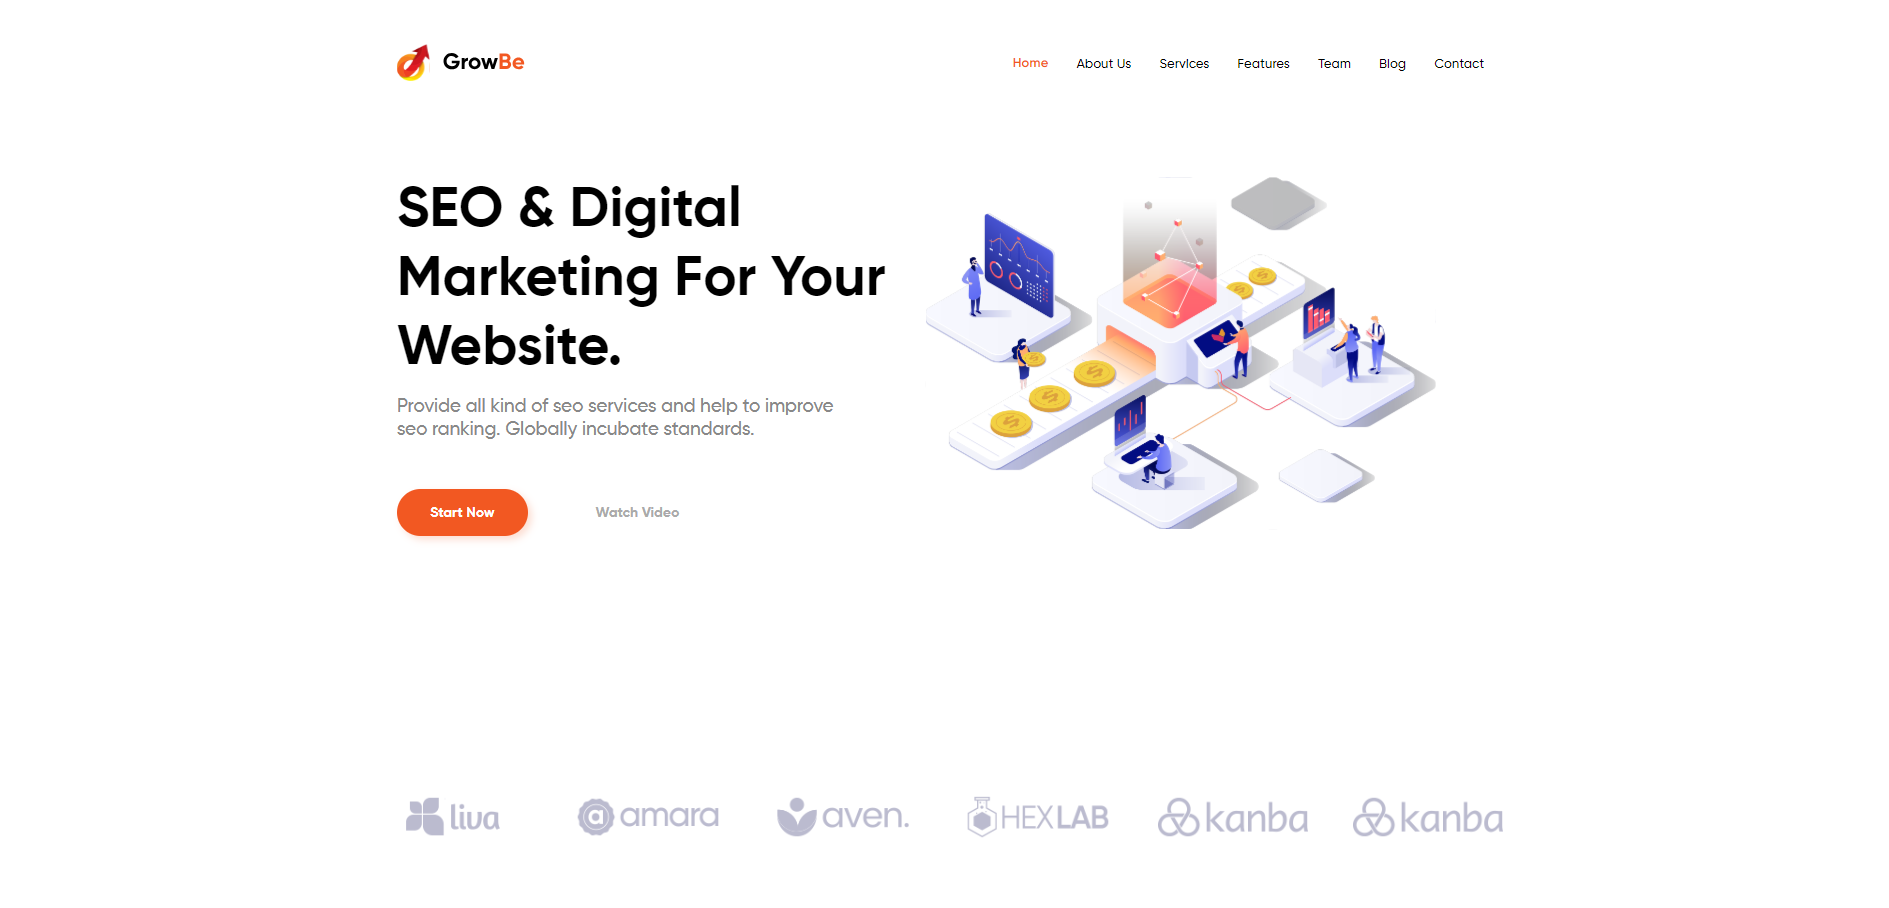 GrowBe
Home About Us Services Features Team Blog Contact
SEO & Digital
Marketing For Your
Website.
Provide all kind of seo services and help to improve
seo ranking. Globally incubate standards.
Start Now Watch Video
liva amara aven. HEXLAB kanba kanba